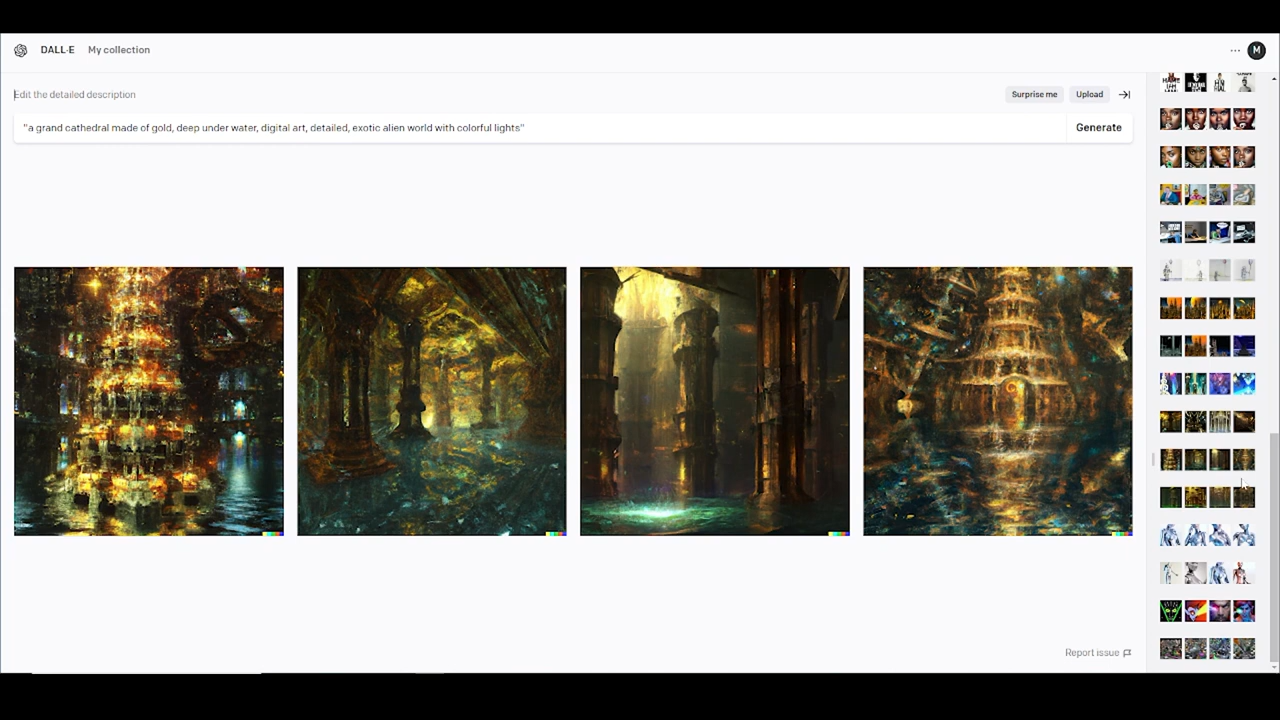 DALL·E My collection
M
Edit the detailed description
Surprise me Upload
"a grand cathedral made of gold, deep under water, digital art, detailed, exotic alien world with colorful lights"
Generate
Report issue